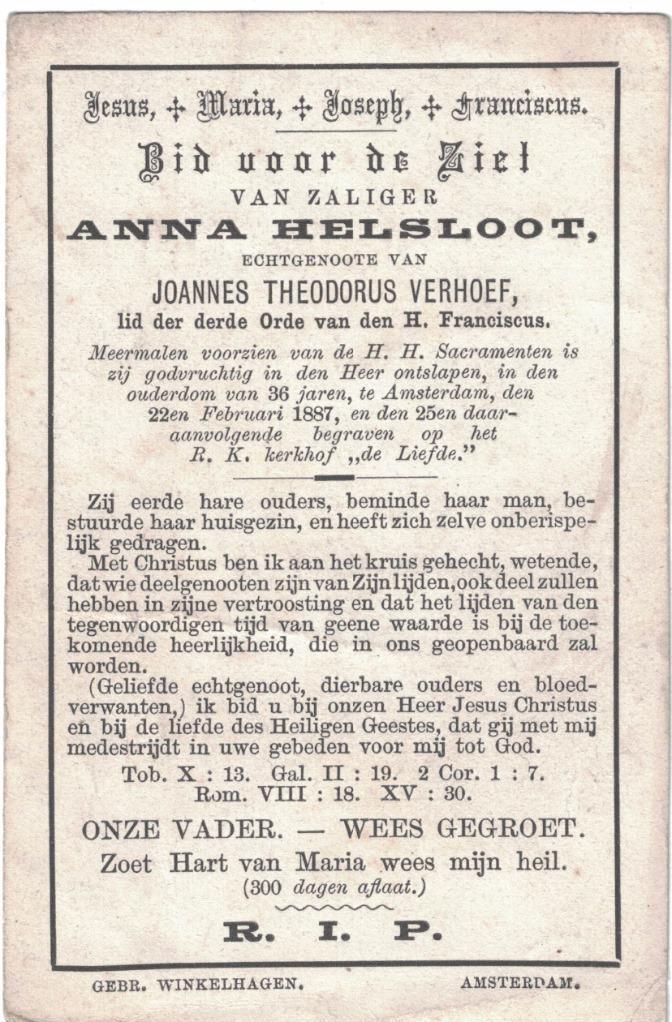 Jesus, ✢ Maria, ✢ Joseph, ✢ Franciscus.
Bid voor de Ziel
VAN ZALIGER
ANNA HELSLOOT,
ECHTGENOOTE VAN
JOANNES THEODORUS VERHOEF,
lid der derde Orde van den H. Franciscus.
Meermalen voorzien van de H. H. Sacramenten is
zij godvruchtig in den Heer ontslapen, in den
ouderdom van 36 jaren, te Amsterdam, den
22en Februari 1887, en den 25en daar-
aanvolgende begraven op het
R. K. kerkhof „de Liefde.”
Zij eerde hare ouders, beminde haar man, be-
stuurde haar huisgezin, en heeft zich zelve onberispe-
lijk gedragen.
Met Christus ben ik aan het kruis gehecht, wetende,
dat wie deelgenooten zijn van Zijn lijden, ook deel zullen
hebben in zijne vertroosting en dat het lijden van den
tegenwoordigen tijd van geene waarde is bij de toe-
komende heerlijkheid, die in ons geopenbaard zal
worden.
(Geliefde echtgenoot, dierbare ouders en bloed-
verwanten,) ik bid u bij onzen Heer Jesus Christus
en bij de liefde des Heiligen Geestes, dat gij met mij
medestrijdt in uwe gebeden voor mij tot God.
Tob. X : 13. Gal. II : 19. 2 Cor. 1 : 7.
Rom. VIII : 18. XV : 30.
ONZE VADER. — WEES GEGROET.
Zoet Hart van Maria wees mijn heil.
(300 dagen aflaat.)
R. I. P.
GEBR. WINKELHAGEN. AMSTERDAM.